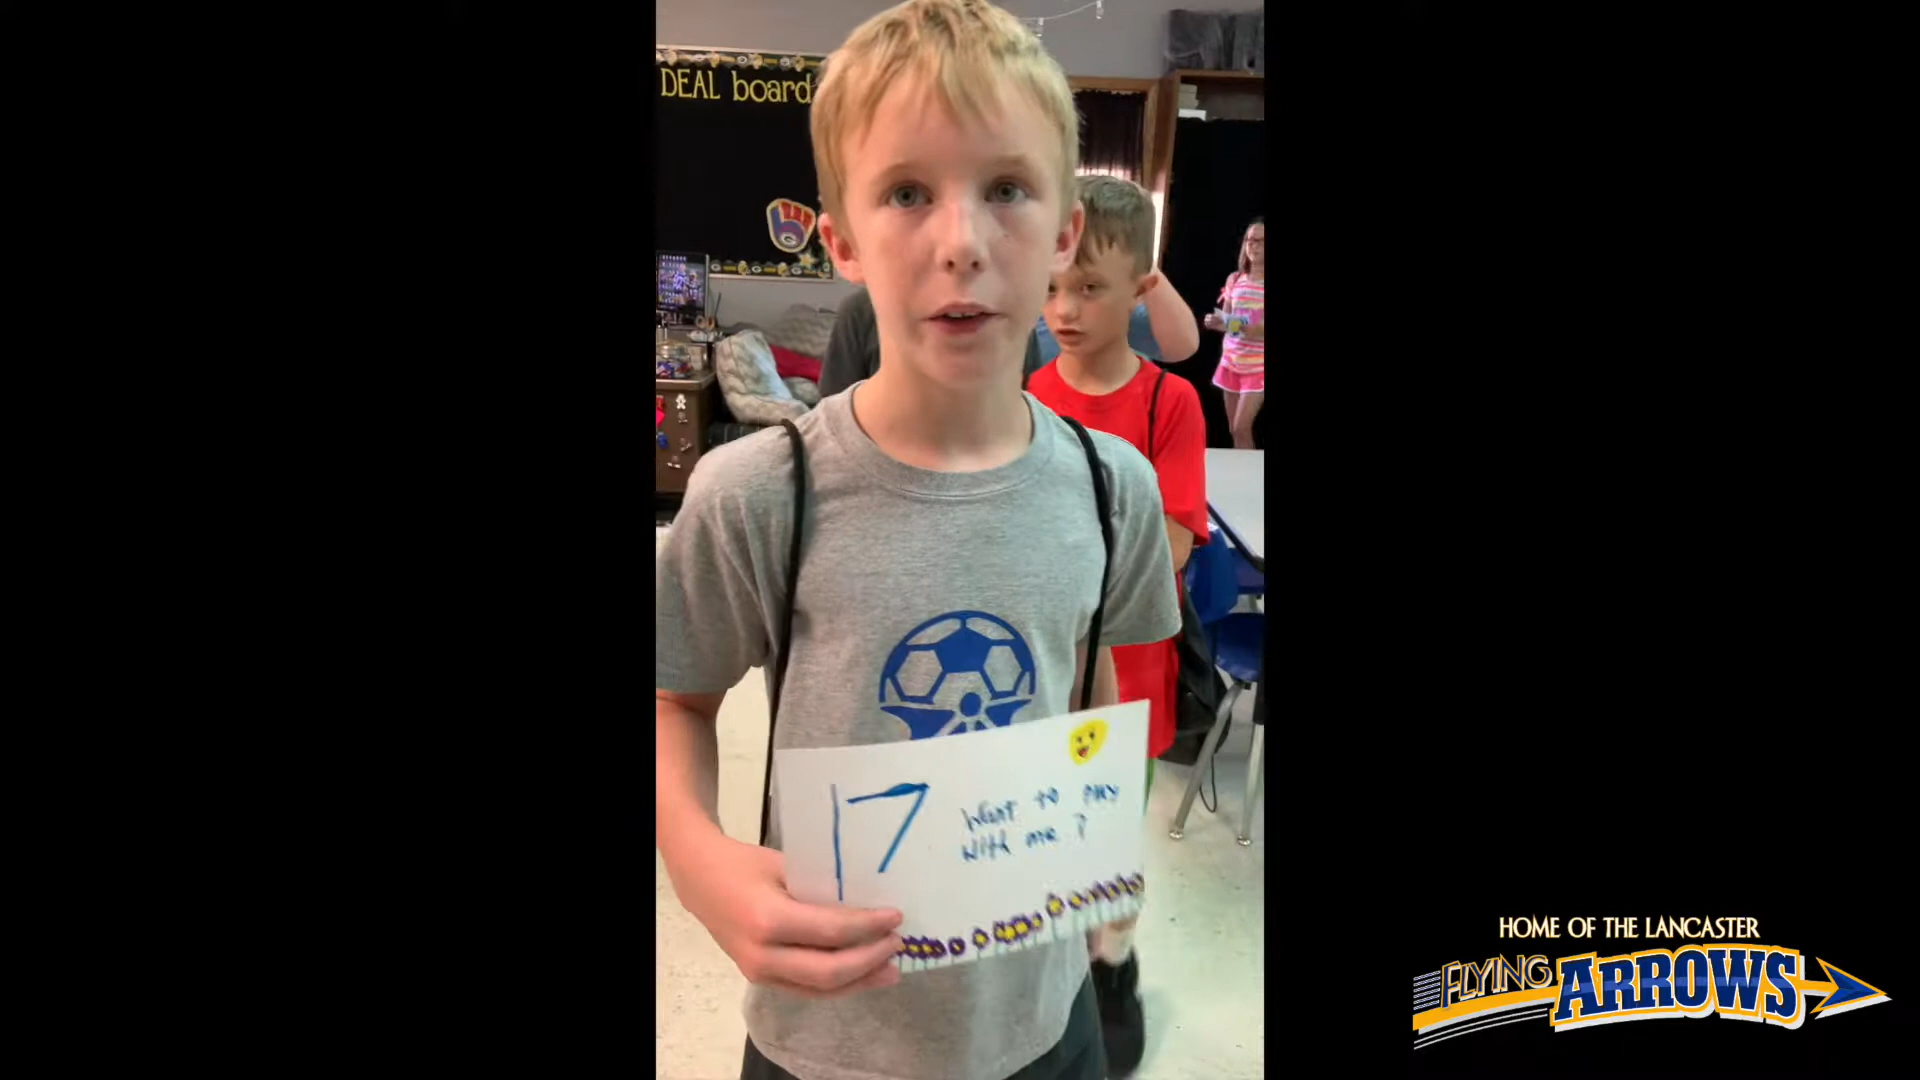 DEAL board
17
Want to play
with me?
HOME OF THE LANCASTER
FLYING ARROWS